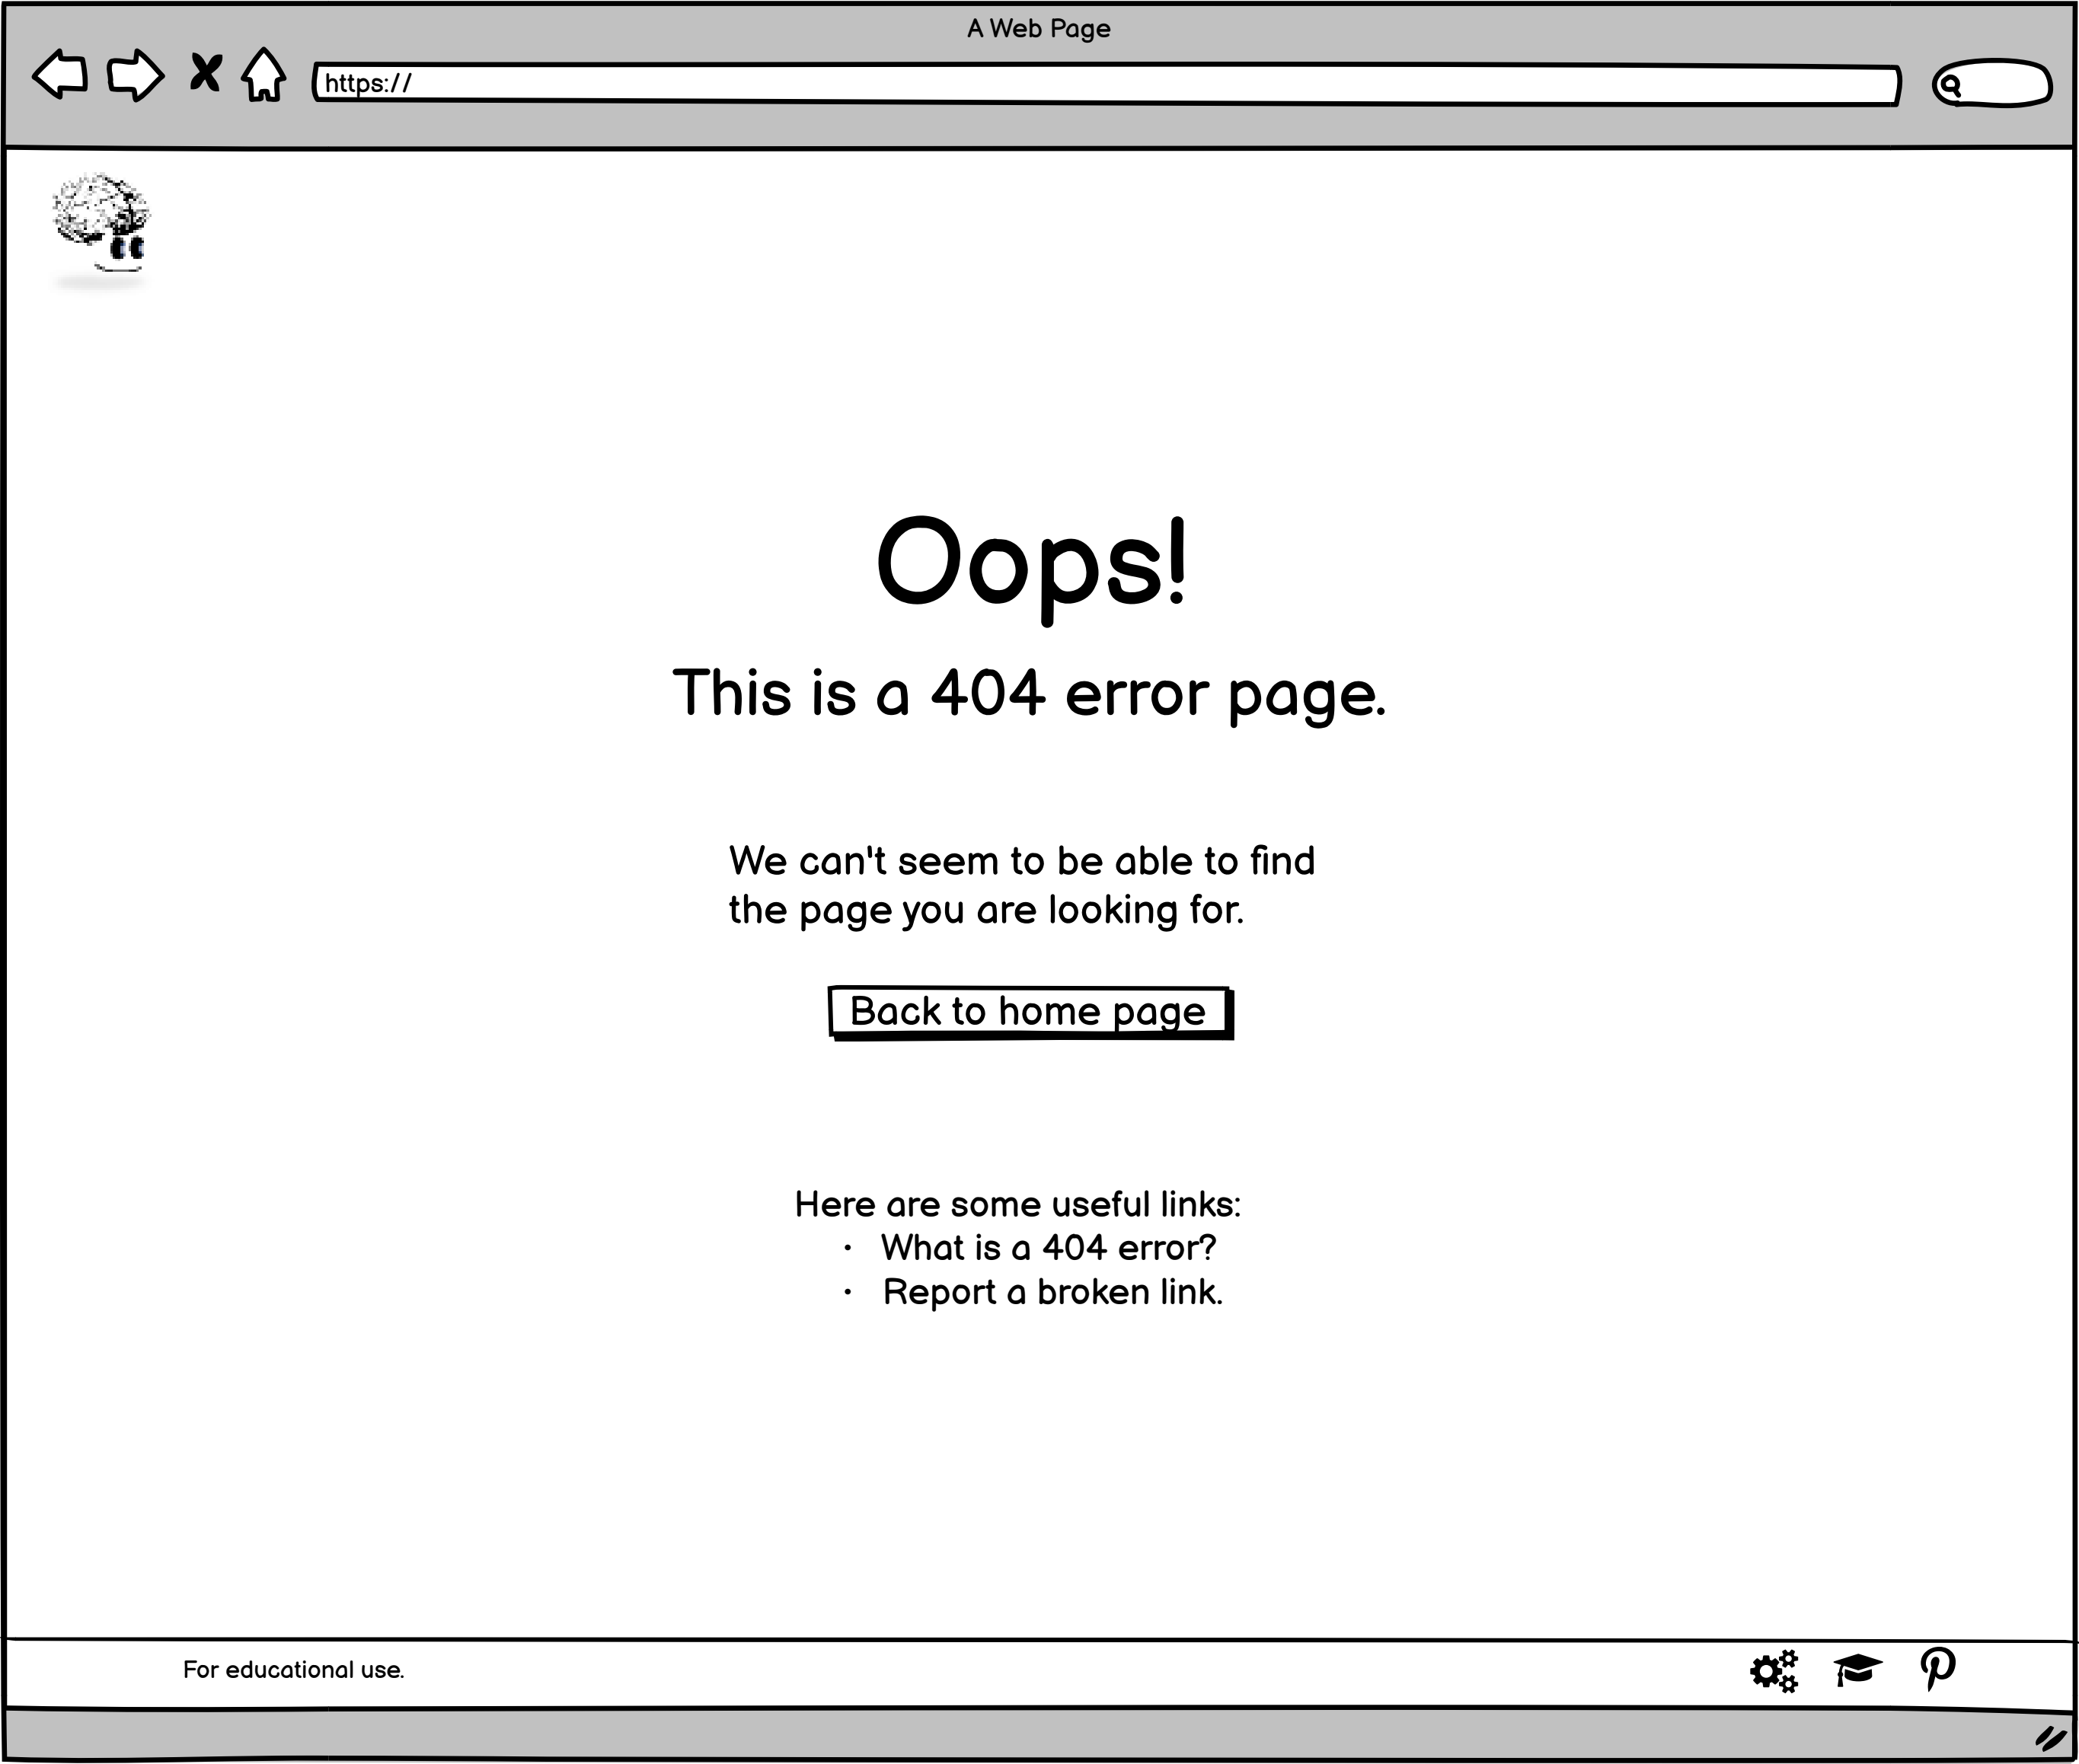 A Web Page
https://
Oops!
This is a 404 error page.
We can't seem to be able to find
the page you are looking for.
Back to home page
Here are some useful links:
• What is a 404 error?
• Report a broken link.
For educational use.